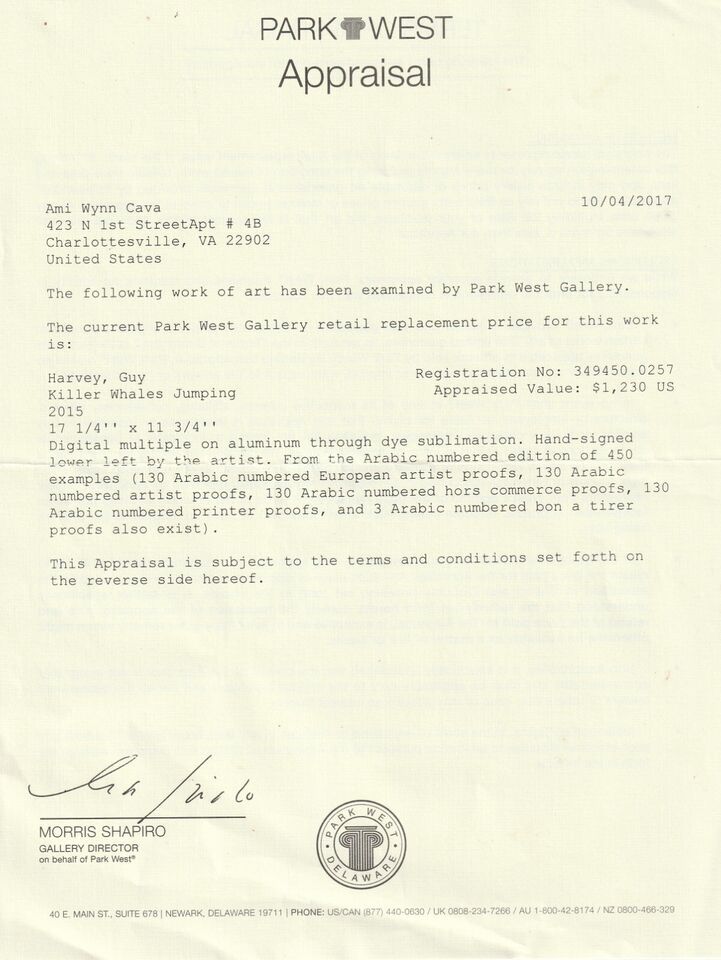 PARK WEST
Appraisal
10/04/2017
Ami Wynn Cava
423 N 1st StreetApt # 4B
Charlottesville, VA 22902
United States
The following work of art has been examined by Park West Gallery.
The current Park West Gallery retail replacement price for this work
is:
Harvey, Guy
Registration No: 349450.0257
Killer Whales Jumping
Appraised Value: $1,230 US
2015
17 1/4'' x 11 3/4''
Digital multiple on aluminum through dye sublimation. Hand-signed
lower left by the artist. From the Arabic numbered edition of 450
examples (130 Arabic numbered European artist proofs, 130 Arabic
numbered artist proofs, 130 Arabic numbered hors commerce proofs, 130
Arabic numbered printer proofs, and 3 Arabic numbered bon a tirer
proofs also exist).
This Appraisal is subject to the terms and conditions set forth on
the reverse side hereof.
MORRIS SHAPIRO
GALLERY DIRECTOR
on behalf of Park West®
PARK WEST
DELAWARE
40 E. MAIN ST., SUITE 678 | NEWARK, DELAWARE 19711 | PHONE: US/CAN (877) 440-0630 / UK 0808-234-7266 / AU 1-800-42-8174 / NZ 0800-466-329